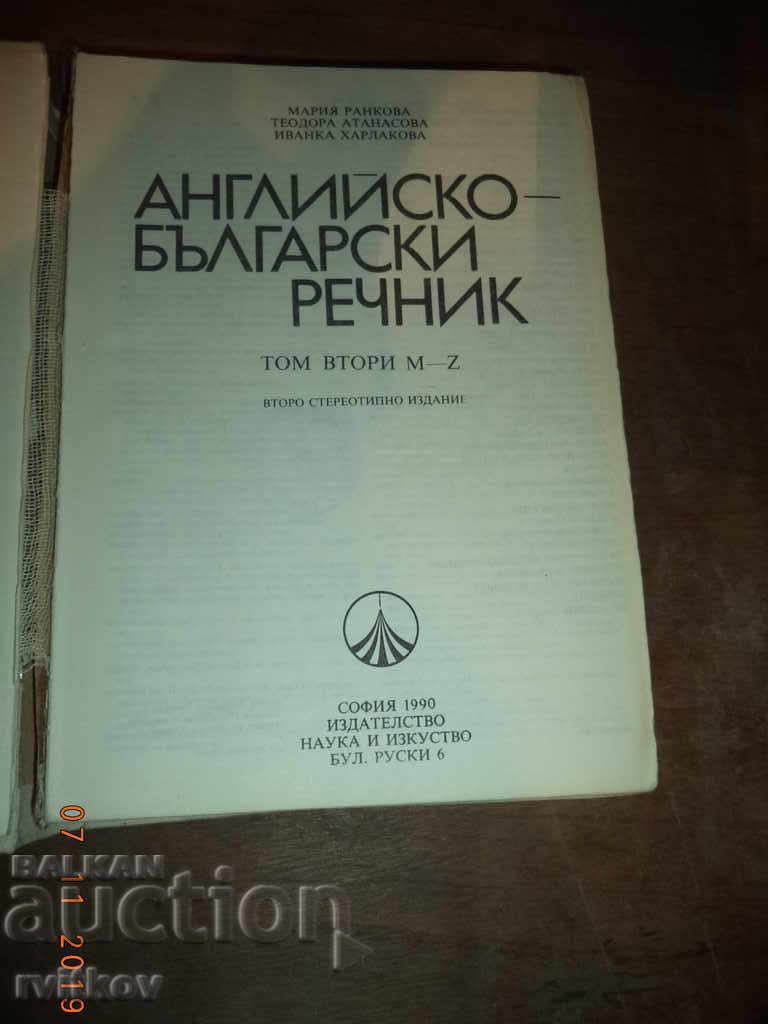 МАРИЯ РАНКОВА
ТЕОДОРА АТАНАСОВА
ИВАНКА ХАРЛАКОВА
АНГЛИЙСКО—
БЪЛГАРСКИ
РЕЧНИК
ТОМ ВТОРИ M—Z
ВТОРО СТЕРЕОТИПНО ИЗДАНИЕ
СОФИЯ 1990
ИЗДАТЕЛСТВО
НАУКА И ИЗКУСТВО
БУЛ. РУСКИ 6
07 11 2019
BALKAN
auction